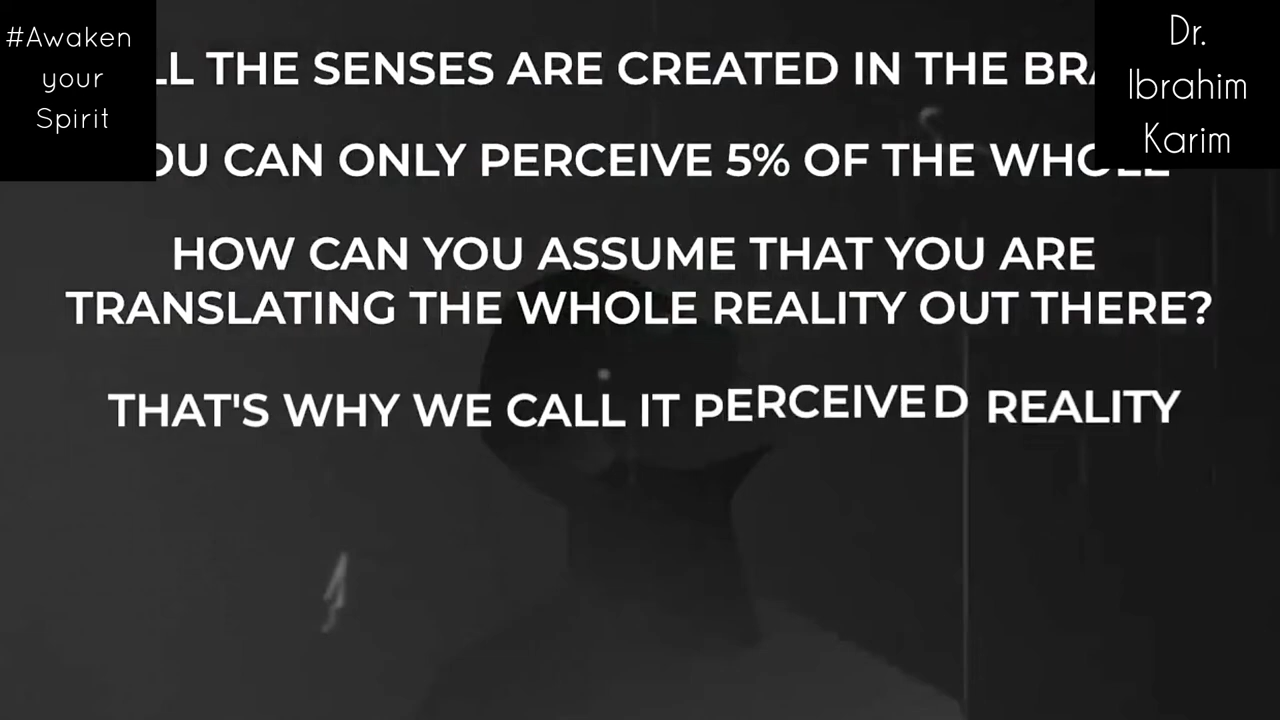 #Awaken
your
Spirit
Dr.
Ibrahim
Karim
THE SENSES ARE CREATED IN THE
CAN ONLY PERCEIVE 5% OF THE
HOW CAN YOU ASSUME THAT YOU ARE
TRANSLATING THE WHOLE REALITY OUT THERE?
THAT'S WHY WE CALL IT PERCEIVED REALITY